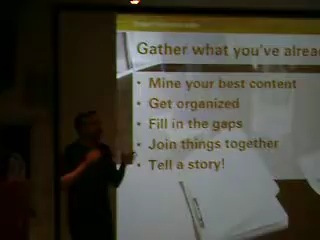 Gather what you've alrea
• Mine your best content
• Get organized
• Fill in the gaps
• Join things together
• Tell a story!